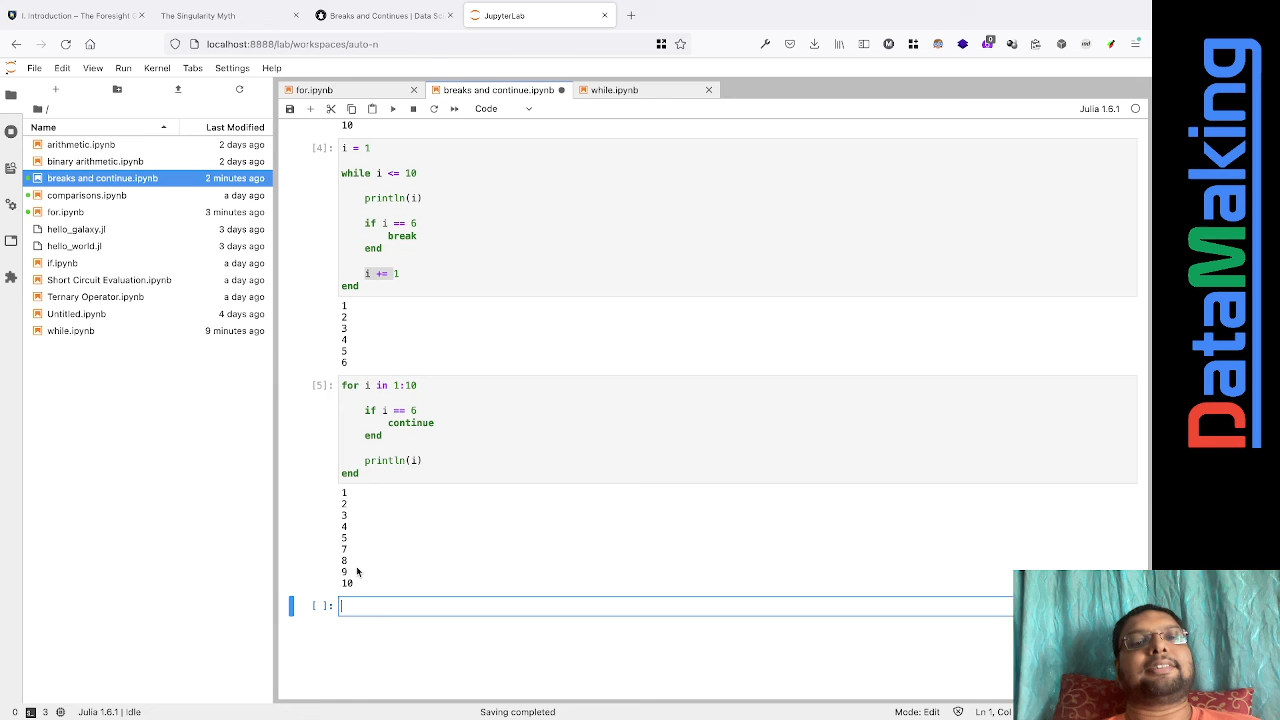 I. Introduction – The Foresight G
The Singularity Myth
Breaks and Continues | Data Sc
JupyterLab
localhost:8888/lab/workspaces/auto-n
File Edit View Run Kernel Tabs Settings Help
for.ipynb
breaks and continue.ipynb
while.ipynb
Code
Julia 1.6.1
/
Name Last Modified
arithmetic.ipynb 2 days ago
binary arithmetic.ipynb 2 days ago
breaks and continue.ipynb 2 minutes ago
comparisons.ipynb a day ago
for.ipynb 3 minutes ago
hello_galaxy.jl 3 days ago
hello_world.jl 3 days ago
if.ipynb a day ago
Short Circuit Evaluation.ipynb a day ago
Ternary Operator.ipynb a day ago
Untitled.ipynb 4 days ago
while.ipynb 9 minutes ago
10
[4]: i = 1
while i <= 10
println(i)
if i == 6
break
end
i += 1
end
1
2
3
4
5
6
[5]: for i in 1:10
if i == 6
continue
end
println(i)
end
1
2
3
4
5
7
8
9
10
[ ]:
0 3 Julia 1.6.1 | Idle
Saving completed
Mode: Edit
Ln 1, Col
DataMaking